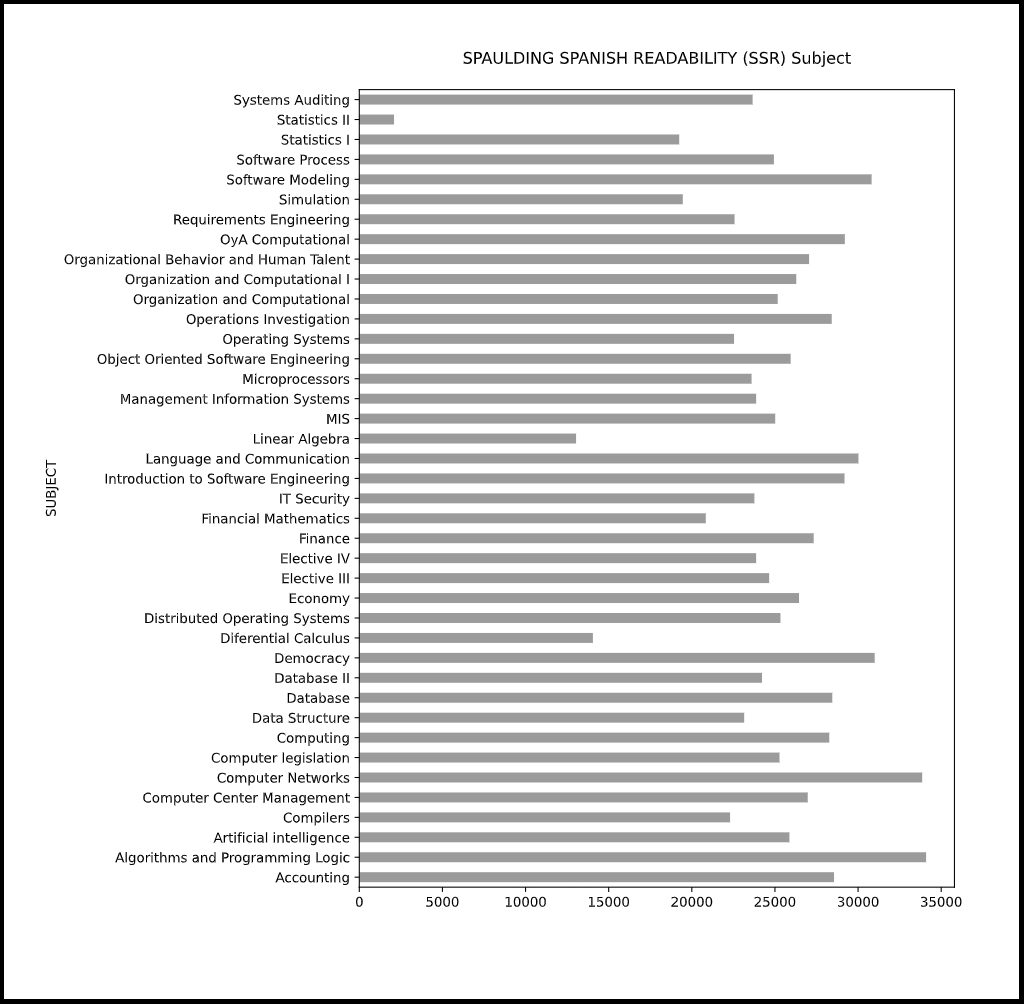 SPAULDING SPANISH READABILITY (SSR) Subject
Systems Auditing
Statistics II
Statistics I
Software Process
Software Modeling
Simulation
Requirements Engineering
OyA Computational
Organizational Behavior and Human Talent
Organization and Computational I
Organization and Computational
Operations Investigation
Operating Systems
Object Oriented Software Engineering
Microprocessors
Management Information Systems
MIS
Linear Algebra
Language and Communication
Introduction to Software Engineering
IT Security
Financial Mathematics
Finance
Elective IV
Elective III
Economy
Distributed Operating Systems
Diferential Calculus
Democracy
Database II
Database
Data Structure
Computing
Computer legislation
Computer Networks
Computer Center Management
Compilers
Artificial intelligence
Algorithms and Programming Logic
Accounting
SUBJECT
0 5000 10000 15000 20000 25000 30000 35000